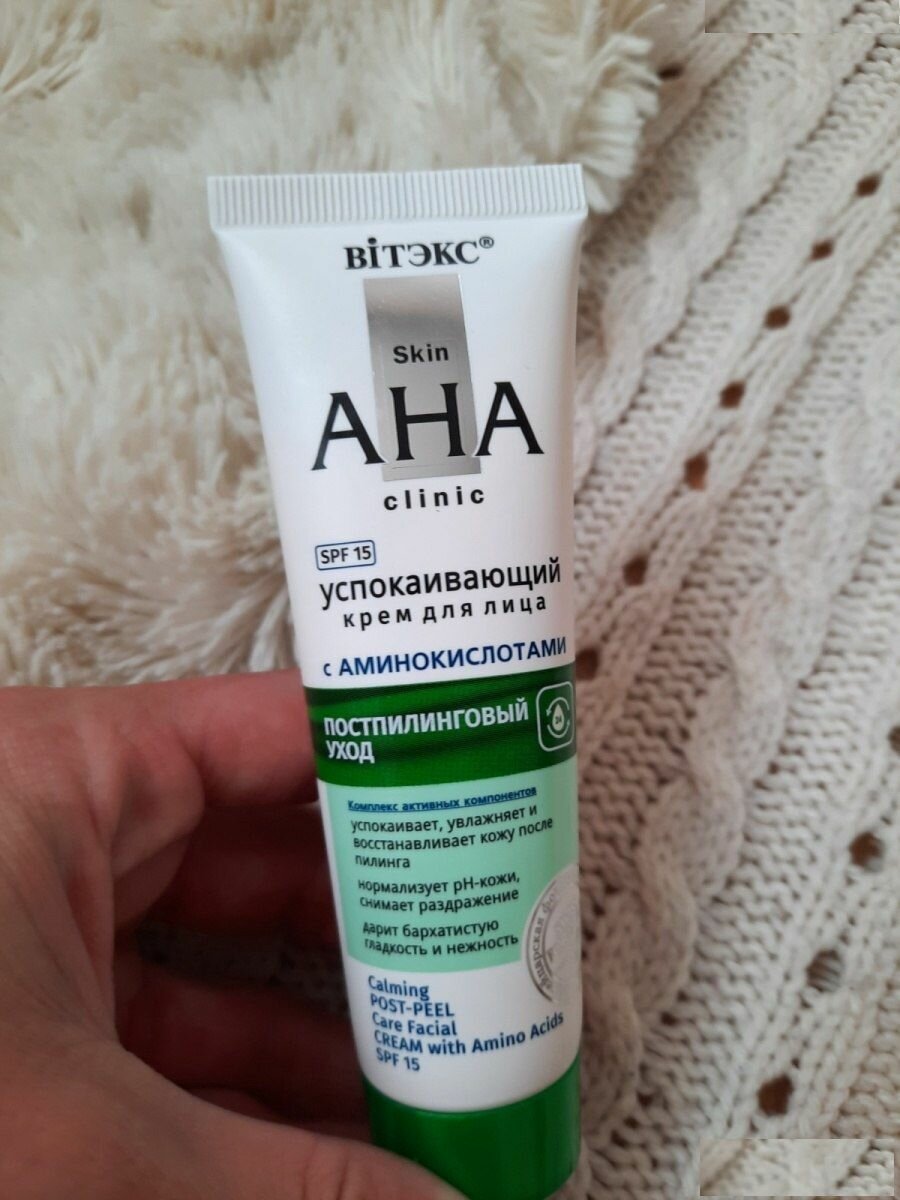 ВіТЭКС®
Skin
AHA
clinic
SPF 15
успокаивающий
крем для лица
с АМИНОКИСЛОТАМИ
ПОСТПИЛИНГОВЫЙ
УХОД
24
Комплекс активных компонентов
успокаивает, увлажняет и
восстанавливает кожу после
пилинга
нормализует pH-кожи,
снимает раздражение
дарит бархатистую
гладкость и нежность
Calming
POST-PEEL
Care Facial
CREAM with Amino Acids
SPF 15